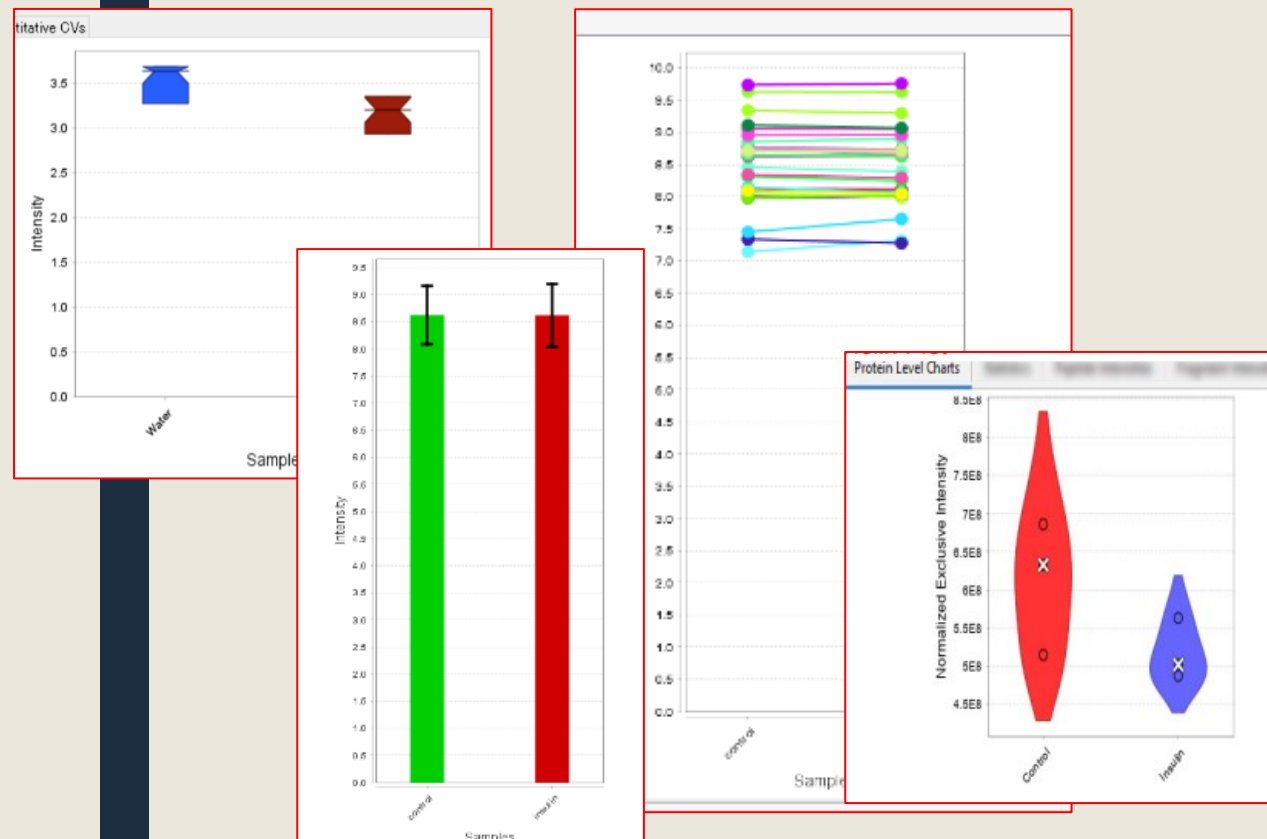 titative CVs
3.5
3.0
2.5
2.0
1.5
1.0
0.5
0.0
Intensity
Water
Sample
9.5
9.0
8.5
8.0
7.5
7.0
6.5
6.0
5.5
5.0
4.5
4.0
3.5
3.0
2.5
2.0
1.5
1.0
0.5
0.0
Intensity
control
insulin
Samples
10.0
9.5
9.0
8.5
8.0
7.5
7.0
6.5
6.0
5.5
5.0
4.5
4.0
3.5
3.0
2.5
2.0
1.5
1.0
0.5
0.0
control
Sample
Protein Level Charts
8.5E8
8E8
7.5E8
7E8
6.5E8
6E8
5.5E8
5E8
4.5E8
Normalized Exclusive Intensity
Control
Insulin